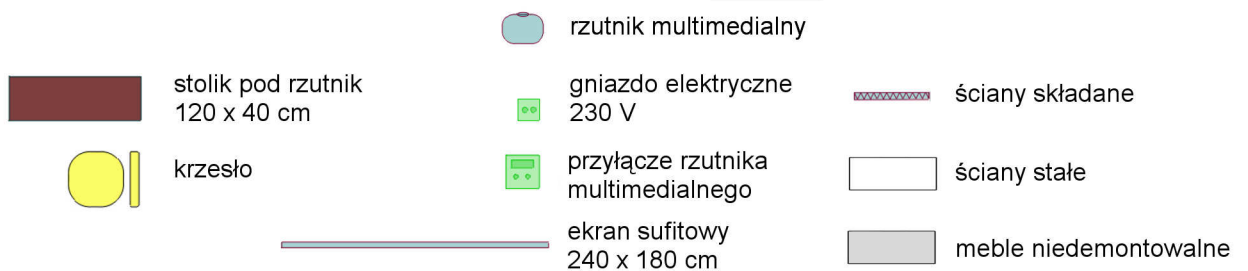 rzutnik multimedialny
stolik pod rzutnik
120 x 40 cm
gniazdo elektryczne
230 V
ściany składane
krzesło
przyłącze rzutnika
multimedialnego
ściany stałe
ekran sufitowy
240 x 180 cm
meble niedemontowalne